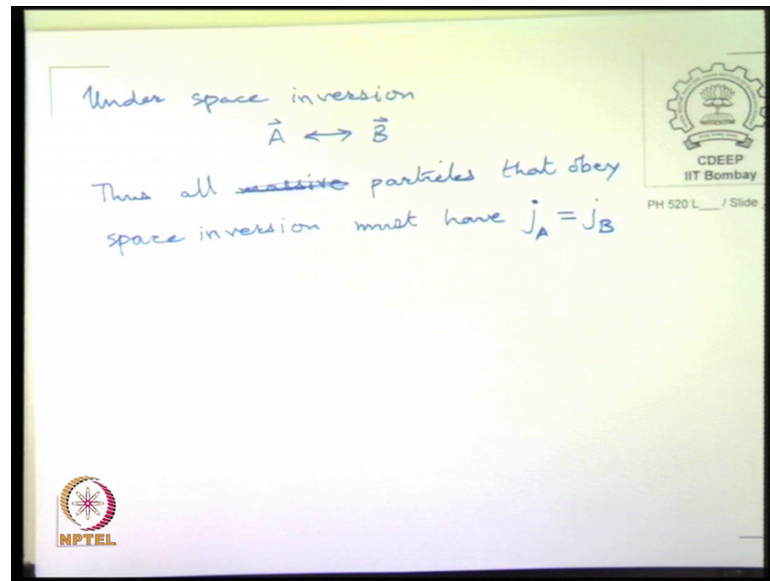 Under space inversion
A⃗ ↔ B⃗
Thus all ~~massive~~ particles that obey
space inversion must have j_A = j_B
CDEEP
IIT Bombay
PH 520 L___ / Slide
NPTEL